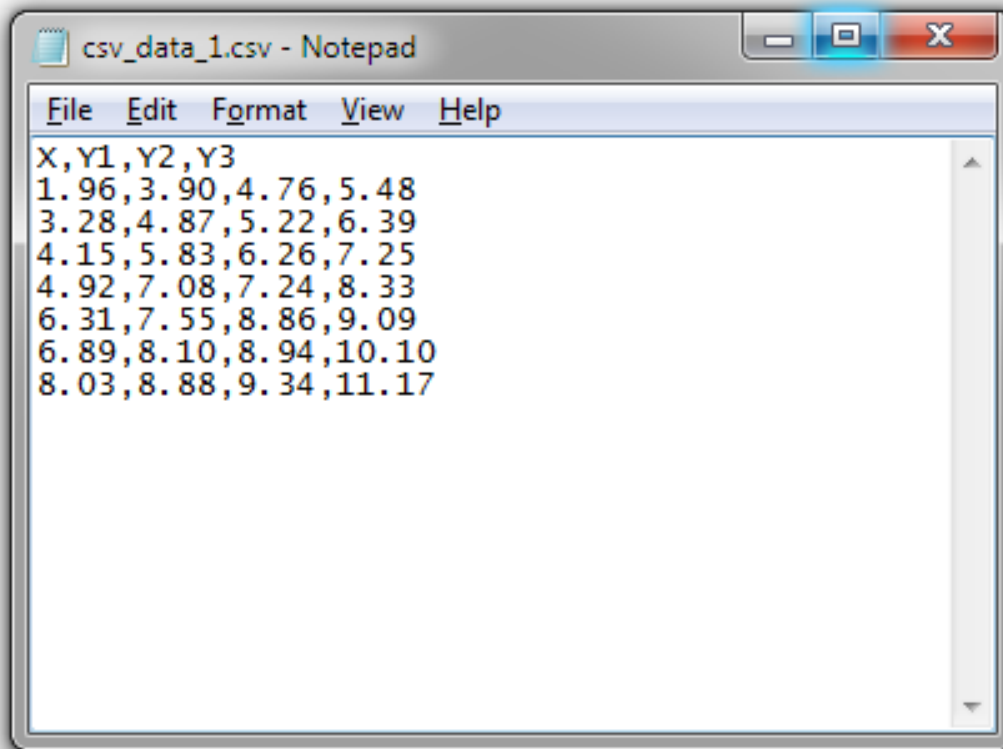 csv_data_1.csv - Notepad
File Edit Format View Help
X,Y1,Y2,Y3
1.96,3.90,4.76,5.48
3.28,4.87,5.22,6.39
4.15,5.83,6.26,7.25
4.92,7.08,7.24,8.33
6.31,7.55,8.86,9.09
6.89,8.10,8.94,10.10
8.03,8.88,9.34,11.17